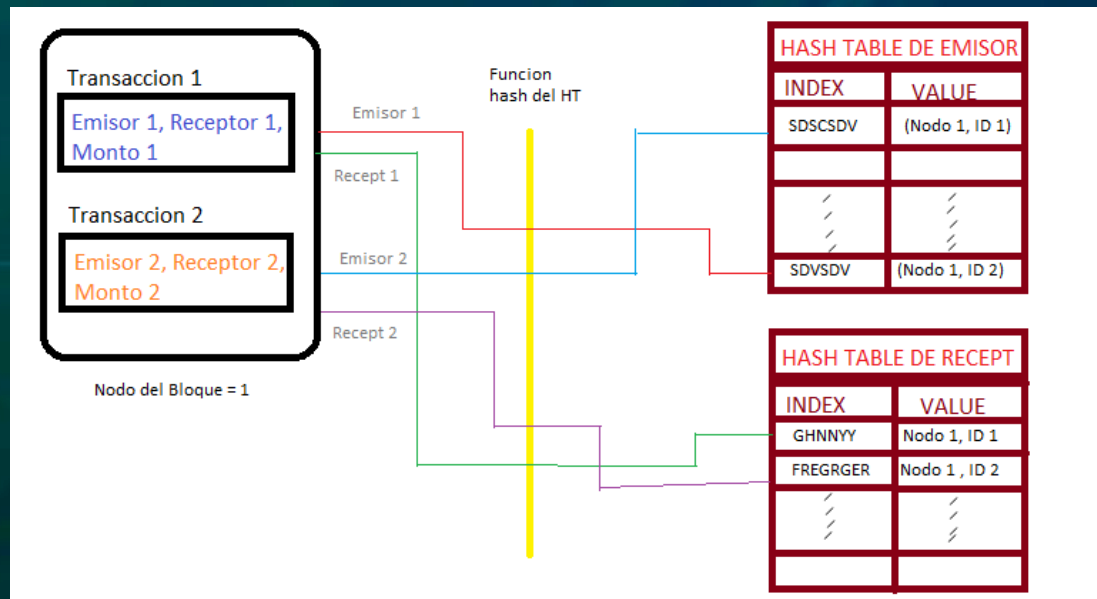 Transaccion 1
Emisor 1, Receptor 1,
Monto 1
Transaccion 2
Emisor 2, Receptor 2,
Monto 2
Nodo del Bloque = 1
Emisor 1
Recept 1
Emisor 2
Recept 2
Funcion
hash del HT
HASH TABLE DE EMISOR
INDEX VALUE
SDSCSDV (Nodo 1, ID 1)
SDVSDV (Nodo 1, ID 2)
HASH TABLE DE RECEPT
INDEX VALUE
GHNNYY Nodo 1, ID 1
FREGRGER Nodo 1 , ID 2